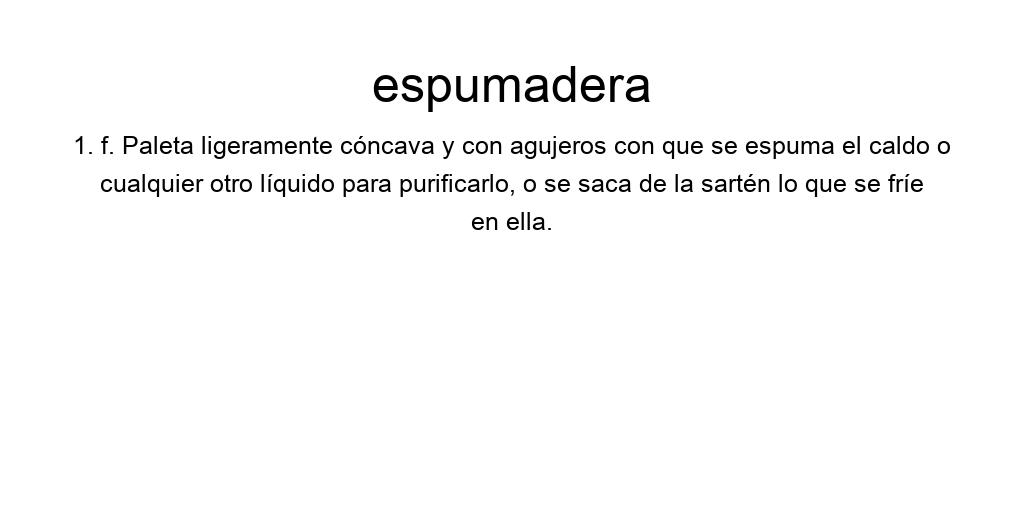 espumadera
1. f. Paleta ligeramente cóncava y con agujeros con que se espuma el caldo o
cualquier otro líquido para purificarlo, o se saca de la sartén lo que se fríe
en ella.